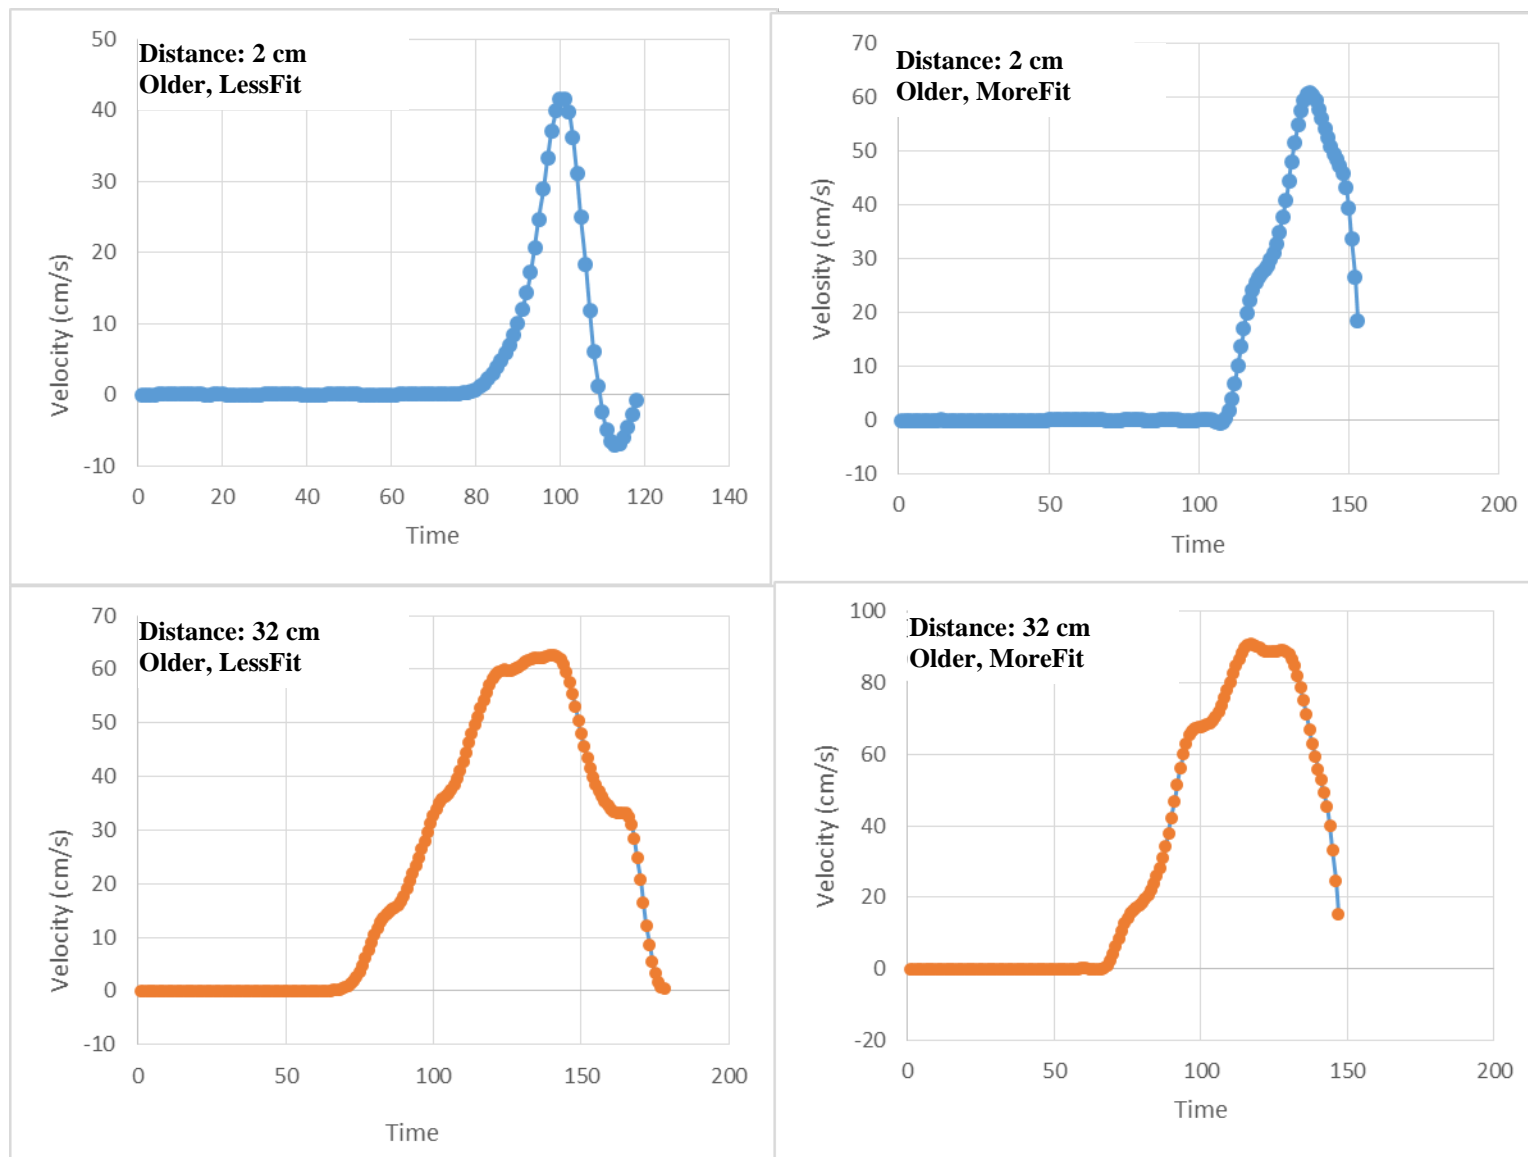 Distance: 2 cm
Older, LessFit
50
40
30
20
10
0
-10
Velocity (cm/s)
0 20 40 60 80 100 120 140
Time
Distance: 2 cm
Older, MoreFit
70
60
50
40
30
20
10
0
-10
Velosity (cm/s)
0 50 100 150 200
Time
Distance: 32 cm
Older, LessFit
70
60
50
40
30
20
10
0
-10
Velocity (cm/s)
0 50 100 150 200
Time
Distance: 32 cm
Older, MoreFit
100
80
60
40
20
0
-20
Velocity (cm/s)
0 50 100 150 200
Time